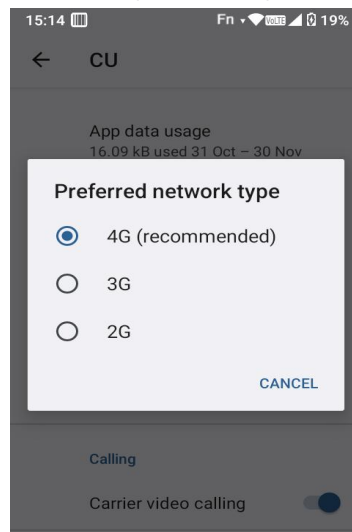 15:14 Fn VoLTE 19%
CU
App data usage
16.09 kB used 31 Oct – 30 Nov
Preferred network type
4G (recommended)
3G
2G
CANCEL
Calling
Carrier video calling